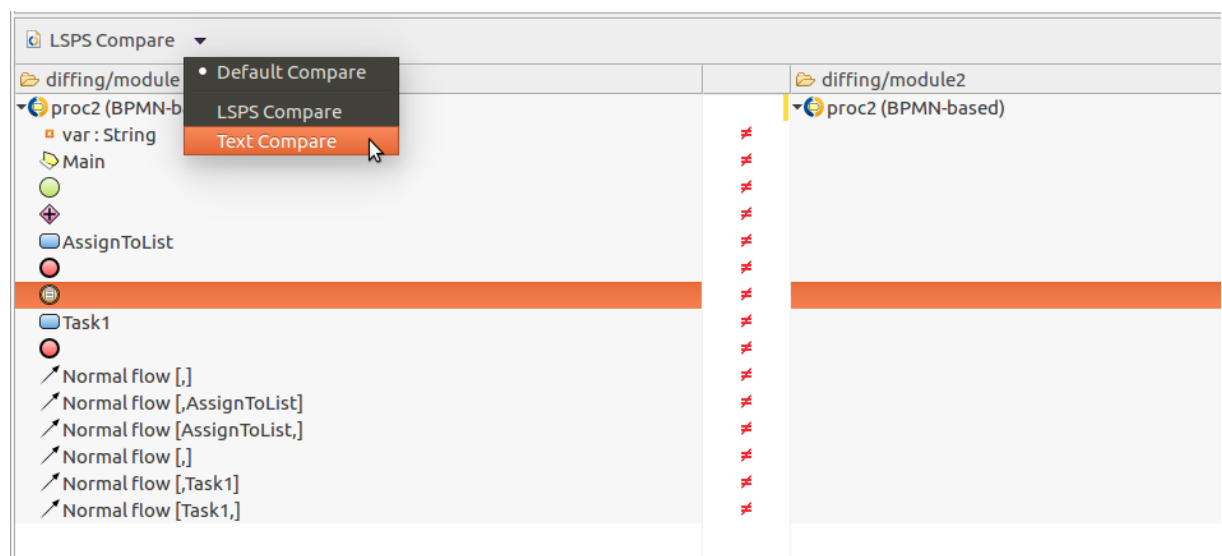 LSPS Compare
Default Compare
LSPS Compare
Text Compare
diffing/module
diffing/module2
proc2 (BPMN-b
proc2 (BPMN-based)
var : String
Main
AssignToList
Task1
Normal flow [,]
Normal flow [,AssignToList]
Normal flow [AssignToList,]
Normal flow [,]
Normal flow [,Task1]
Normal flow [Task1,]